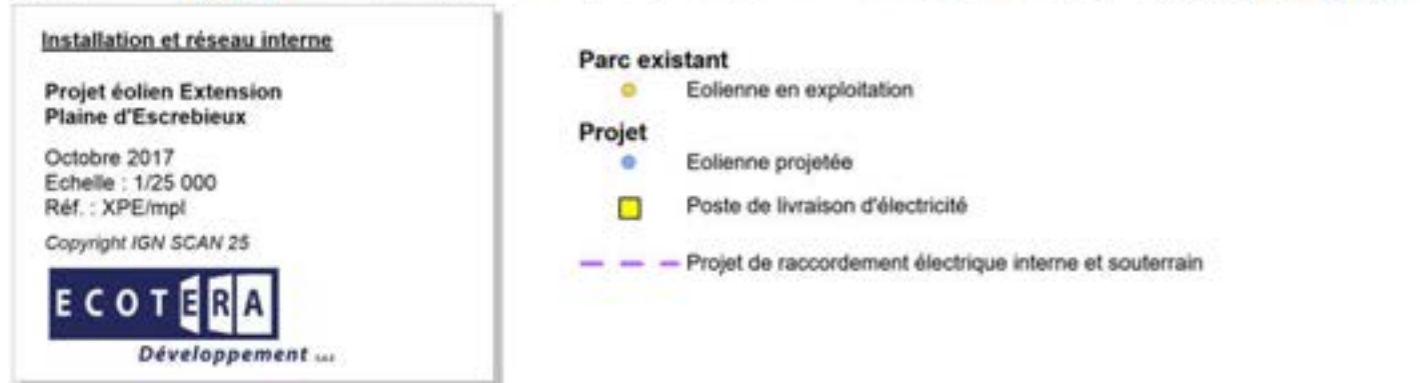 Installation et réseau interne
Projet éolien Extension
Plaine d'Escrebieux
Octobre 2017
Echelle : 1/25 000
Réf. : XPE/mpl
Copyright IGN SCAN 25
ECOTERA
Développement
Parc existant
Eolienne en exploitation
Projet
Eolienne projetée
Poste de livraison d'électricité
Projet de raccordement électrique interne et souterrain